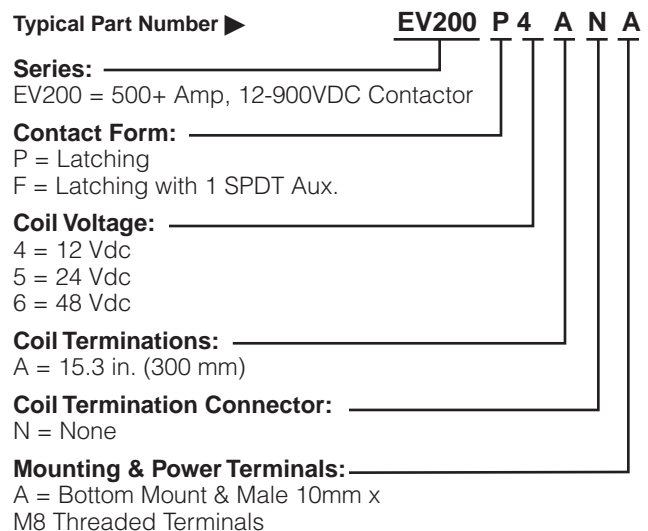 Typical Part Number ▶ EV200 P 4 A N A
Series:
EV200 = 500+ Amp, 12-900VDC Contactor
Contact Form:
P = Latching
F = Latching with 1 SPDT Aux.
Coil Voltage:
4 = 12 Vdc
5 = 24 Vdc
6 = 48 Vdc
Coil Terminations:
A = 15.3 in. (300 mm)
Coil Termination Connector:
N = None
Mounting & Power Terminals:
A = Bottom Mount & Male 10mm x
M8 Threaded Terminals